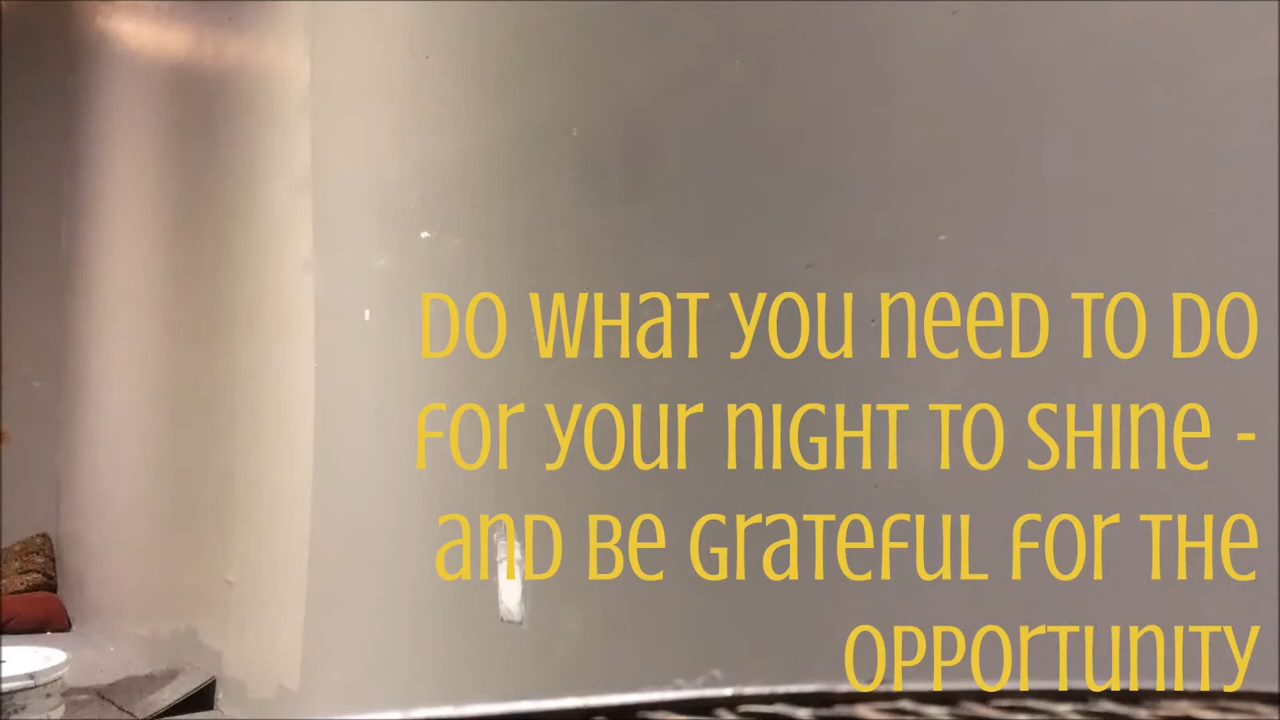 DO WHAT YOU NEED TO DO
FOR YOUR NIGHT TO SHINE -
AND BE GRATEFUL FOR THE
OPPORTUNITY